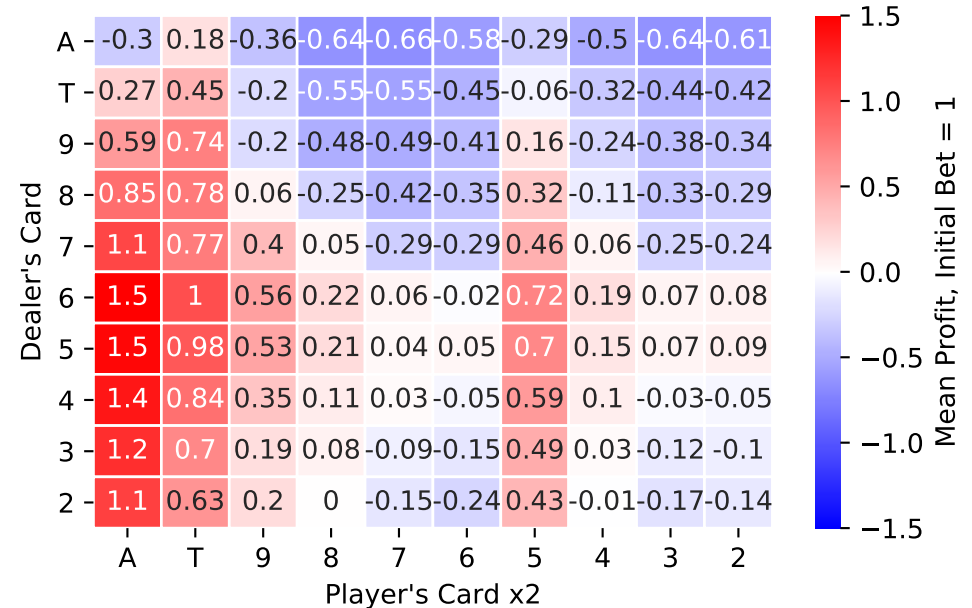 A -0.3 0.18 -0.36 -0.64 -0.66 -0.58 -0.29 -0.5 -0.64 -0.61
T 0.27 0.45 -0.2 -0.55 -0.55 -0.45 -0.06 -0.32 -0.44 -0.42
9 0.59 0.74 -0.2 -0.48 -0.49 -0.41 0.16 -0.24 -0.38 -0.34
8 0.85 0.78 0.06 -0.25 -0.42 -0.35 0.32 -0.11 -0.33 -0.29
7 1.1 0.77 0.4 0.05 -0.29 -0.29 0.46 0.06 -0.25 -0.24
6 1.5 1 0.56 0.22 0.06 -0.02 0.72 0.19 0.07 0.08
5 1.5 0.98 0.53 0.21 0.04 0.05 0.7 0.15 0.07 0.09
4 1.4 0.84 0.35 0.11 0.03 -0.05 0.59 0.1 -0.03 -0.05
3 1.2 0.7 0.19 0.08 -0.09 -0.15 0.49 0.03 -0.12 -0.1
2 1.1 0.63 0.2 0 -0.15 -0.24 0.43 -0.01 -0.17 -0.14
A T 9 8 7 6 5 4 3 2
Player's Card x2
Dealer's Card
1.5
1.0
0.5
0.0
−0.5
−1.0
−1.5
Mean Profit, Initial Bet = 1